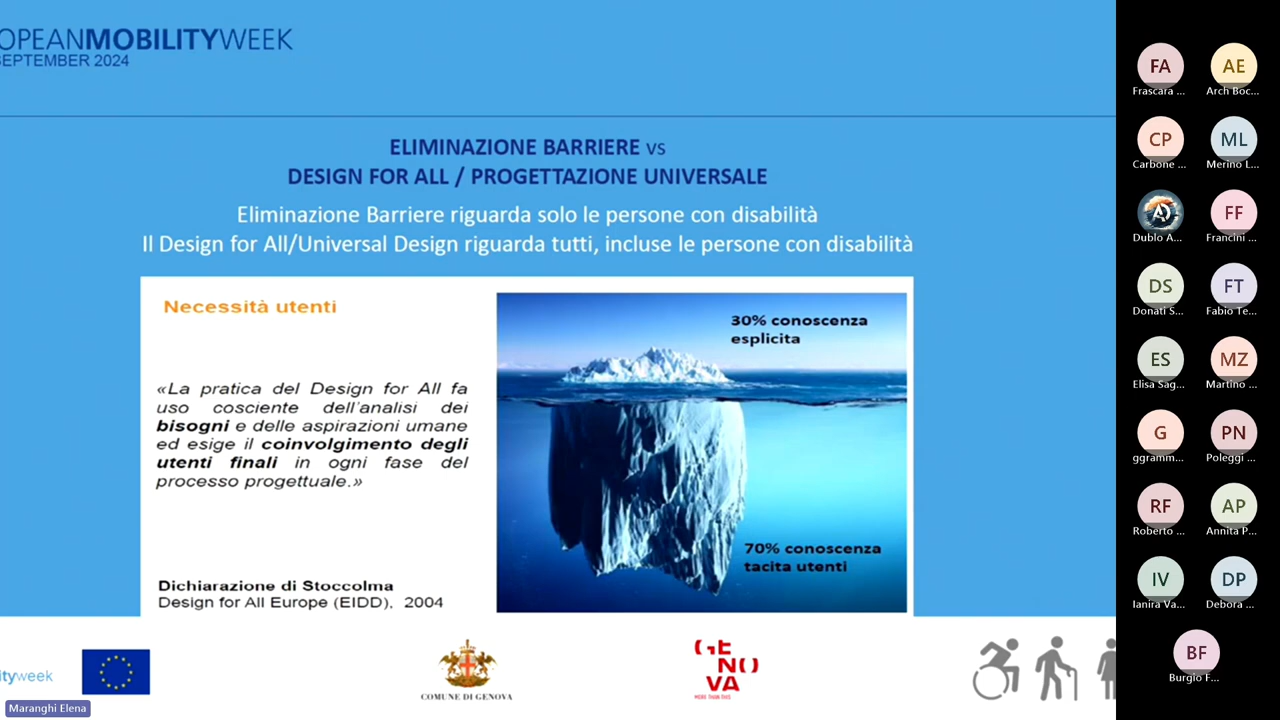 OPEANMOBILITYWEEK
SEPTEMBER 2024
ELIMINAZIONE BARRIERE vs
DESIGN FOR ALL / PROGETTAZIONE UNIVERSALE
Eliminazione Barriere riguarda solo le persone con disabilità
Il Design for All/Universal Design riguarda tutti, incluse le persone con disabilità
Necessità utenti
«La pratica del Design for All fa
uso cosciente dell'analisi dei
bisogni e delle aspirazioni umane
ed esige il coinvolgimento degli
utenti finali in ogni fase del
processo progettuale.»
Dichiarazione di Stoccolma
Design for All Europe (EIDD), 2004
30% conoscenza
esplicita
70% conoscenza
tacita utenti
ityweek
COMUNE DI GENOVA
GE
NO
VA
MORE THAN THIS
Maranghi Elena
FA
Frascara ...
AE
Arch Boc...
CP
Carbone ...
ML
Merino L...
AD
Dublo A...
FF
Francini ...
DS
Donati S...
FT
Fabio Te...
ES
Elisa Sag...
MZ
Martino ...
G
ggramm...
PN
Poleggi ...
RF
Roberto ...
AP
Annita P...
IV
Ianira Va...
DP
Debora ...
BF
Burgio F...